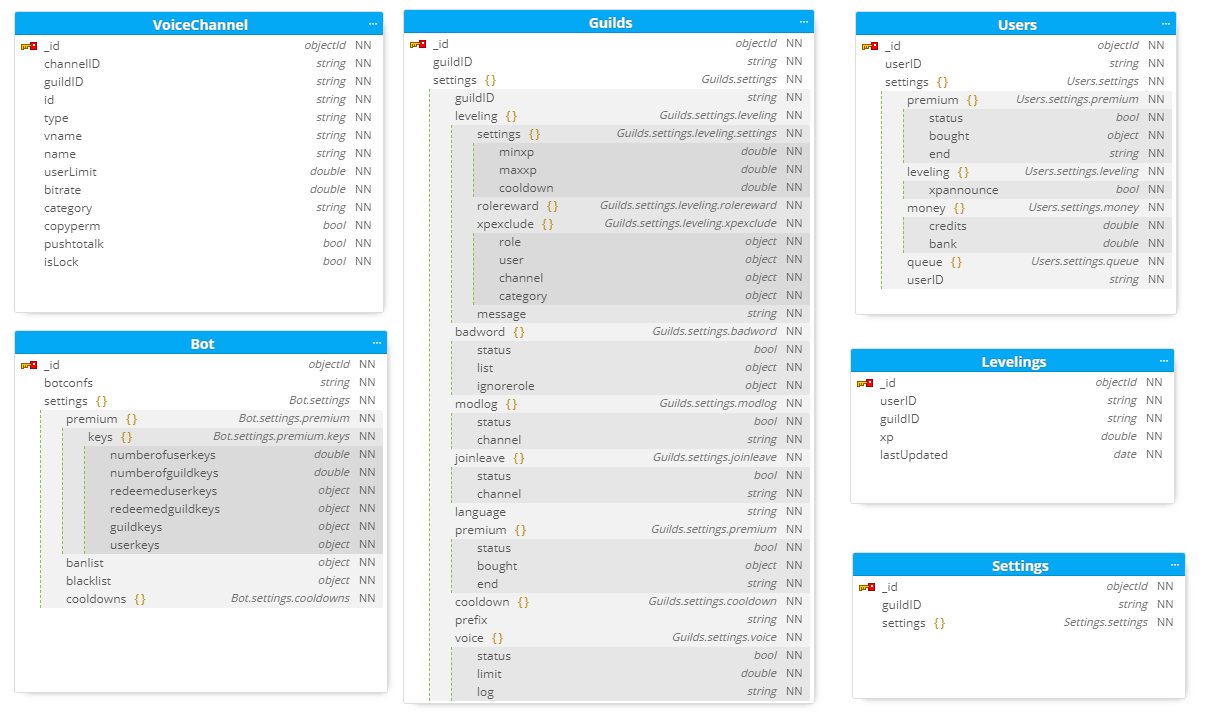 VoiceChannel ...
_id objectId NN
channelID string NN
guildID string NN
id string NN
type string NN
vname string NN
name string NN
userLimit double NN
bitrate double NN
category string NN
copyperm bool NN
pushtotalk bool NN
isLock bool NN
Bot ...
_id objectId NN
botconfs string NN
settings {} Bot.settings NN
premium {} Bot.settings.premium NN
keys {} Bot.settings.premium.keys NN
numberofuserkeys double NN
numberofguildkeys double NN
redeemeduserkeys object NN
redeemedguildkeys object NN
guildkeys object NN
userkeys object NN
banlist object NN
blacklist object NN
cooldowns {} Bot.settings.cooldowns NN
Guilds ...
_id objectId NN
guildID string NN
settings {} Guilds.settings NN
guildID string NN
leveling {} Guilds.settings.leveling NN
settings {} Guilds.settings.leveling.settings NN
minxp double NN
maxxp double NN
cooldown double NN
rolereward {} Guilds.settings.leveling.rolereward NN
xpexclude {} Guilds.settings.leveling.xpexclude NN
role object NN
user object NN
channel object NN
category object NN
message string NN
badword {} Guilds.settings.badword NN
status bool NN
list object NN
ignorerole object NN
modlog {} Guilds.settings.modlog NN
status bool NN
channel string NN
joinleave {} Guilds.settings.joinleave NN
status bool NN
channel string NN
language string NN
premium {} Guilds.settings.premium NN
status bool NN
bought object NN
end string NN
cooldown {} Guilds.settings.cooldown NN
prefix string NN
voice {} Guilds.settings.voice NN
status bool NN
limit double NN
log string NN
Users ...
_id objectId NN
userID string NN
settings {} Users.settings NN
premium {} Users.settings.premium NN
status bool NN
bought object NN
end string NN
leveling {} Users.settings.leveling NN
xpannounce bool NN
money {} Users.settings.money NN
credits double NN
bank double NN
queue {} Users.settings.queue NN
userID string NN
Levelings ...
_id objectId NN
userID string NN
guildID string NN
xp double NN
lastUpdated date NN
Settings ...
_id objectId NN
guildID string NN
settings {} Settings.settings NN